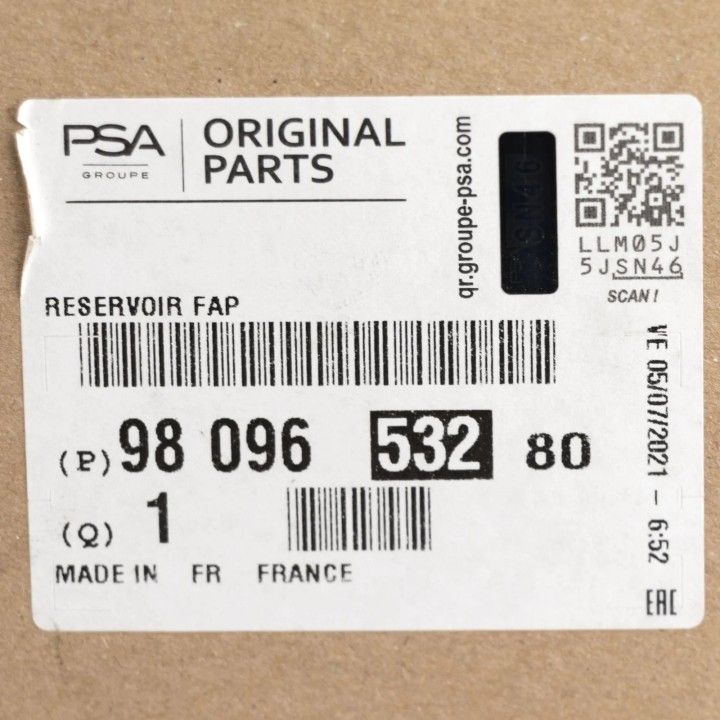 PSA
GROUPE
ORIGINAL
PARTS
qr.groupe-psa.com
SN46
LLM05J
5JSN46
SCAN!
RESERVOIR FAP
(P) 98 096 532 80
(Q) 1
MADE IN FR FRANCE
VE 05/07/2021 - 6:52
EAC